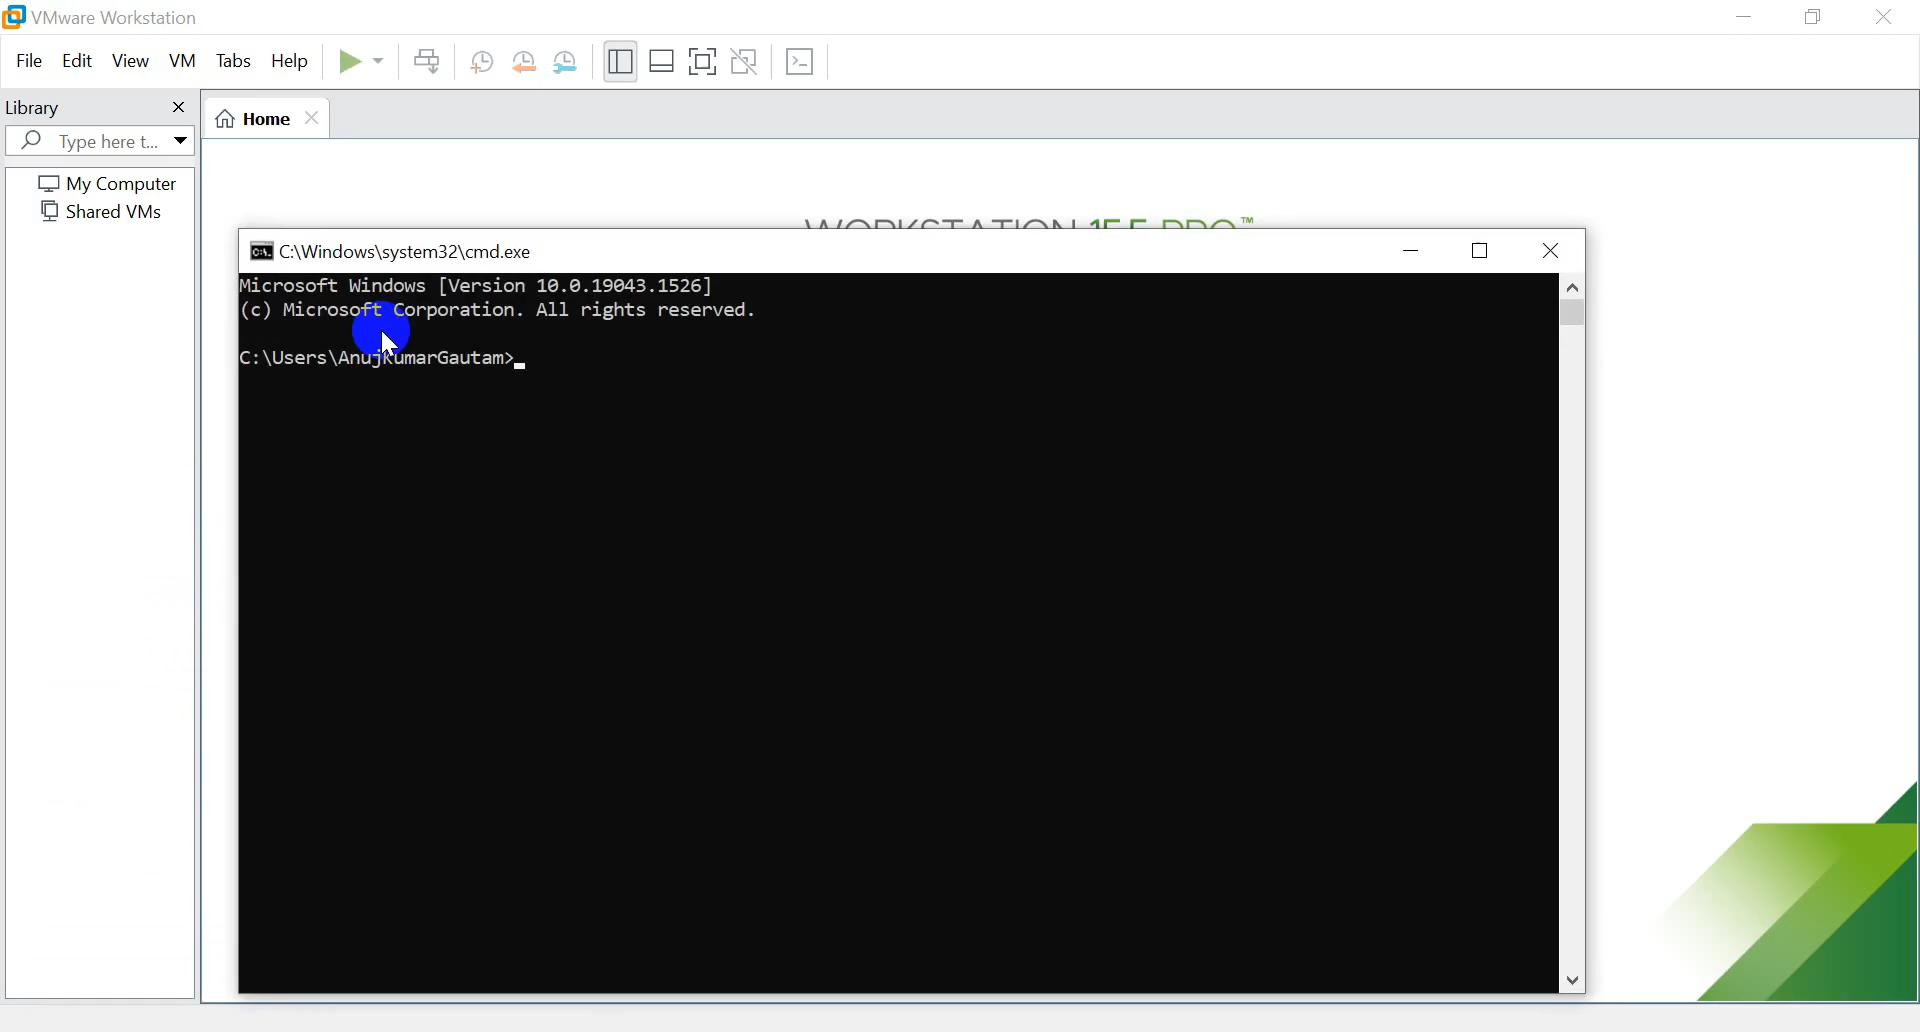 VMware Workstation
File Edit View VM Tabs Help
Library
Home
Type here t...
My Computer
Shared VMs
WORKSTATION 15.5 PRO™
C:\Windows\system32\cmd.exe
Microsoft Windows [Version 10.0.19043.1526]
(c) Microsoft Corporation. All rights reserved.
C:\Users\AnujKumarGautam>